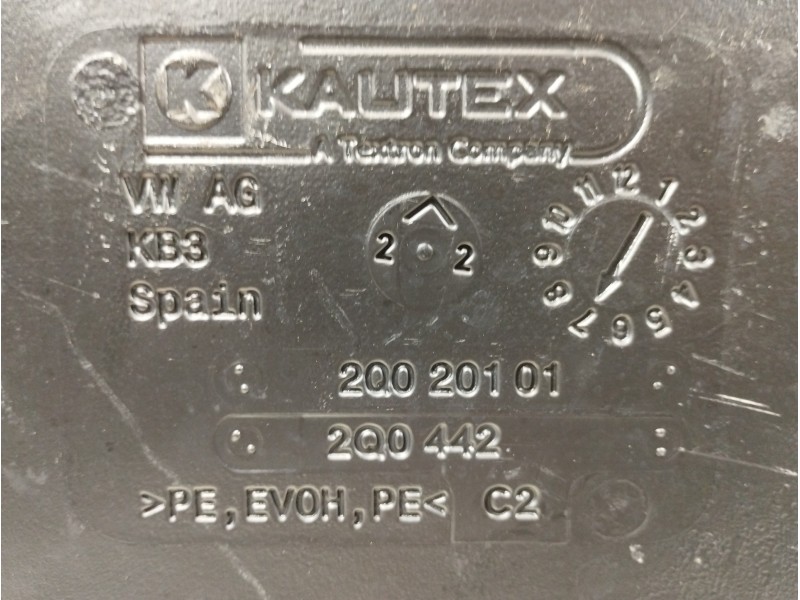 K KAUTEX
A Textron Company
VW AG
KB3
Spain
2 2
12 1 2 3 4 5 6 7 8 9 10 11
2Q0 201 01
2Q0 442
>PE,EVOH,PE< C2